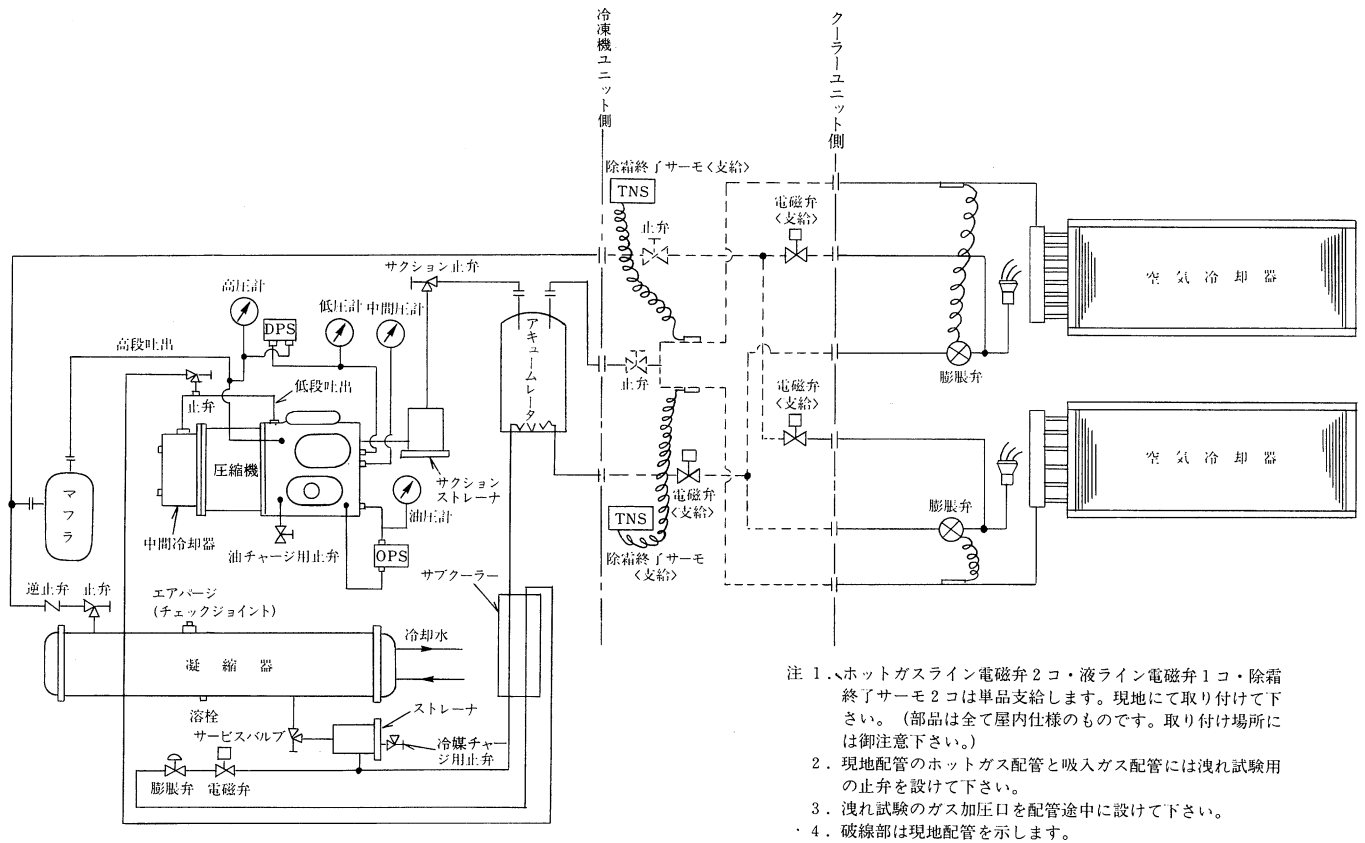 冷凍機ユニット側
クーラーユニット側
除霜終了サーモ〈支給〉
TNS
止弁
電磁弁
〈支給〉
空気冷却器
サクション止弁
高圧計
低圧計
中間圧計
DPS
アキュームレータ
高段吐出
止弁
低段吐出
止弁
膨脹弁
電磁弁
〈支給〉
圧縮機
サクション
ストレーナ
マフラ
中間冷却器
油チャージ用止弁
油圧計
OPS
電磁弁
〈支給〉
TNS
除霜終了サーモ
〈支給〉
膨脹弁
空気冷却器
逆止弁
止弁
エアパージ
(チェックジョイント)
サブクーラー
冷却水
凝縮器
溶栓
サービスバルブ
ストレーナ
冷媒チャー
ジ用止弁
膨脹弁
電磁弁
注 1.ホットガスライン電磁弁2コ・液ライン電磁弁1コ・除霜
終了サーモ2コは単品支給します。現地にて取り付けて下
さい。(部品は全て屋内仕様のものです。取り付け場所に
は御注意下さい。)
2.現地配管のホットガス配管と吸入ガス配管には洩れ試験用
の止弁を設けて下さい。
3.洩れ試験のガス加圧口を配管途中に設けて下さい。
4.破線部は現地配管を示します。